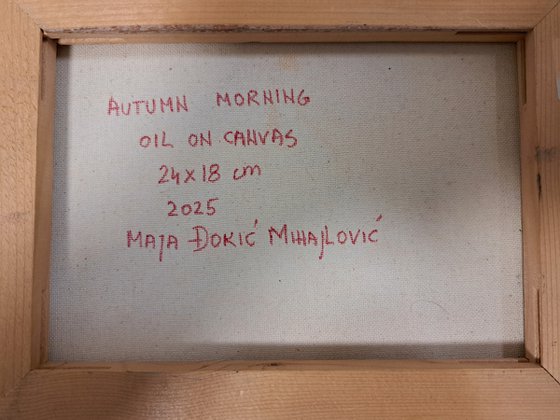 AUTUMN MORNING
OIL ON CANVAS
24x18 cm
2025
MAJA ĐOKIĆ MIHAJLOVIĆ